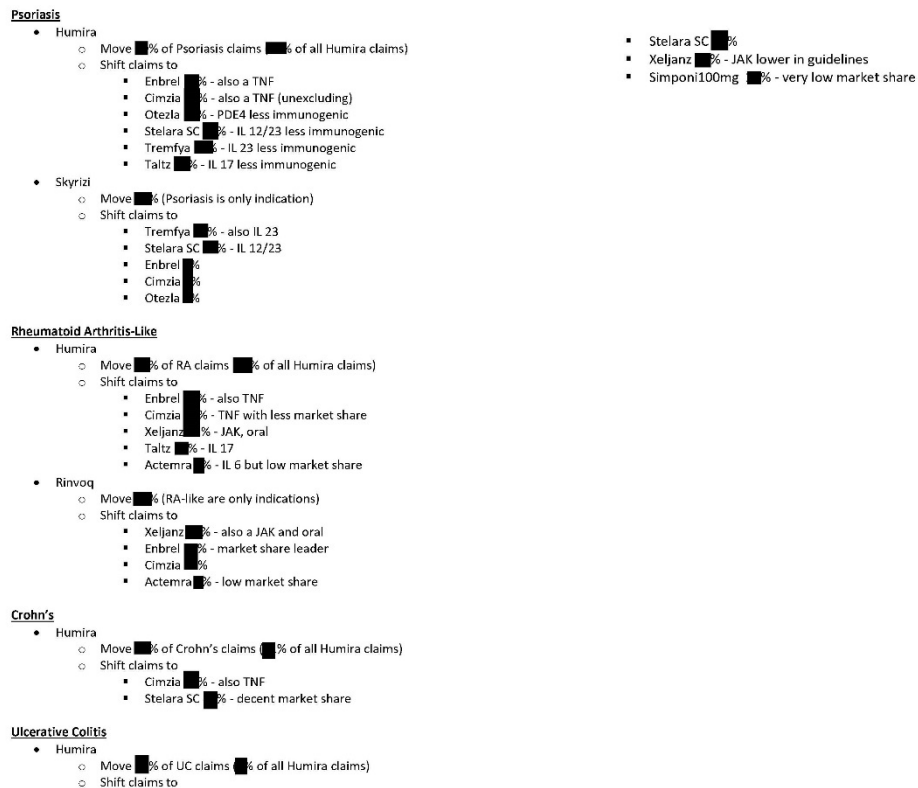 Psoriasis
• Humira
o Move % of Psoriasis claims % of all Humira claims)
o Shift claims to
▪ Enbrel % - also a TNF
▪ Cimzia % - also a TNF (unexcluding)
▪ Otezla % - PDE4 less immunogenic
▪ Stelara SC % - IL 12/23 less immunogenic
▪ Tremfya % - IL 23 less immunogenic
▪ Taltz % - IL 17 less immunogenic
• Skyrizi
o Move % (Psoriasis is only indication)
o Shift claims to
▪ Tremfya % - also IL 23
▪ Stelara SC % - IL 12/23
▪ Enbrel %
▪ Cimzia %
▪ Otezla %
Rheumatoid Arthritis-Like
• Humira
o Move % of RA claims % of all Humira claims)
o Shift claims to
▪ Enbrel % - also TNF
▪ Cimzia % - TNF with less market share
▪ Xeljanz % - JAK, oral
▪ Taltz % - IL 17
▪ Actemra % - IL 6 but low market share
• Rinvoq
o Move % (RA-like are only indications)
o Shift claims to
▪ Xeljanz % - also a JAK and oral
▪ Enbrel % - market share leader
▪ Cimzia %
▪ Actemra % - low market share
Crohn's
• Humira
o Move % of Crohn's claims ( % of all Humira claims)
o Shift claims to
▪ Cimzia % - also TNF
▪ Stelara SC % - decent market share
Ulcerative Colitis
• Humira
o Move % of UC claims ( % of all Humira claims)
o Shift claims to
▪ Stelara SC %
▪ Xeljanz % - JAK lower in guidelines
▪ Simponi100mg % - very low market share